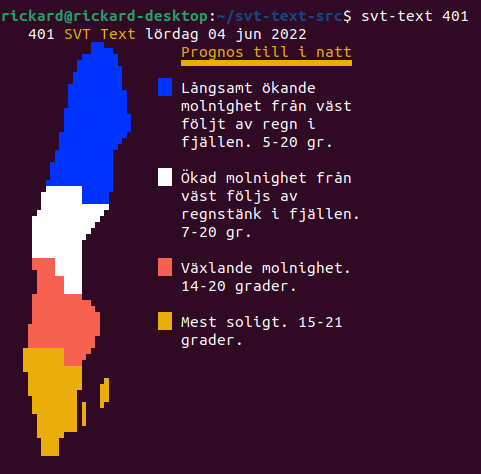 rickard@rickard-desktop:~/svt-text-src$ svt-text 401
401 SVT Text lördag 04 jun 2022
Prognos till i natt
Långsamt ökande
molnighet från väst
följt av regn i
fjällen. 5-20 gr.
Ökad molnighet från
väst följs av
regnstänk i fjällen.
7-20 gr.
Växlande molnighet.
14-20 grader.
Mest soligt. 15-21
grader.